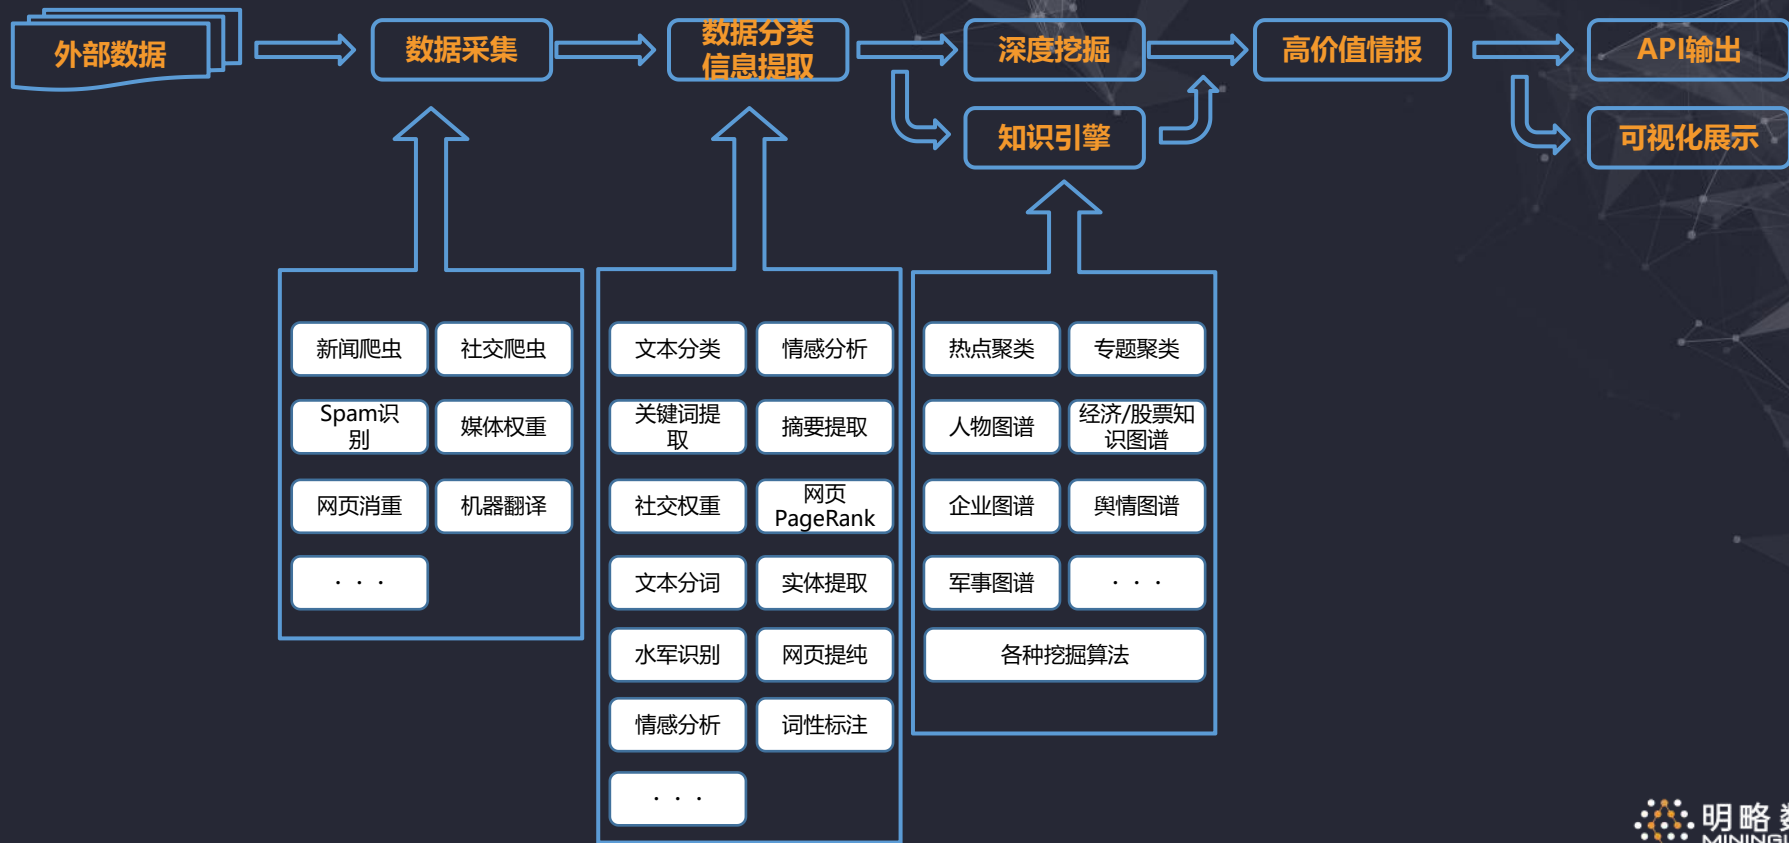 外部数据
数据采集
数据分类
信息提取
深度挖掘
高价值情报
API输出
知识引擎
可视化展示
新闻爬虫
社交爬虫
Spam识
别
媒体权重
网页消重
机器翻译
· · ·
文本分类
情感分析
关键词提
取
摘要提取
社交权重
网页
PageRank
文本分词
实体提取
水军识别
网页提纯
情感分析
词性标注
· · ·
热点聚类
专题聚类
人物图谱
经济/股票知
识图谱
企业图谱
舆情图谱
军事图谱
· · ·
各种挖掘算法
明略